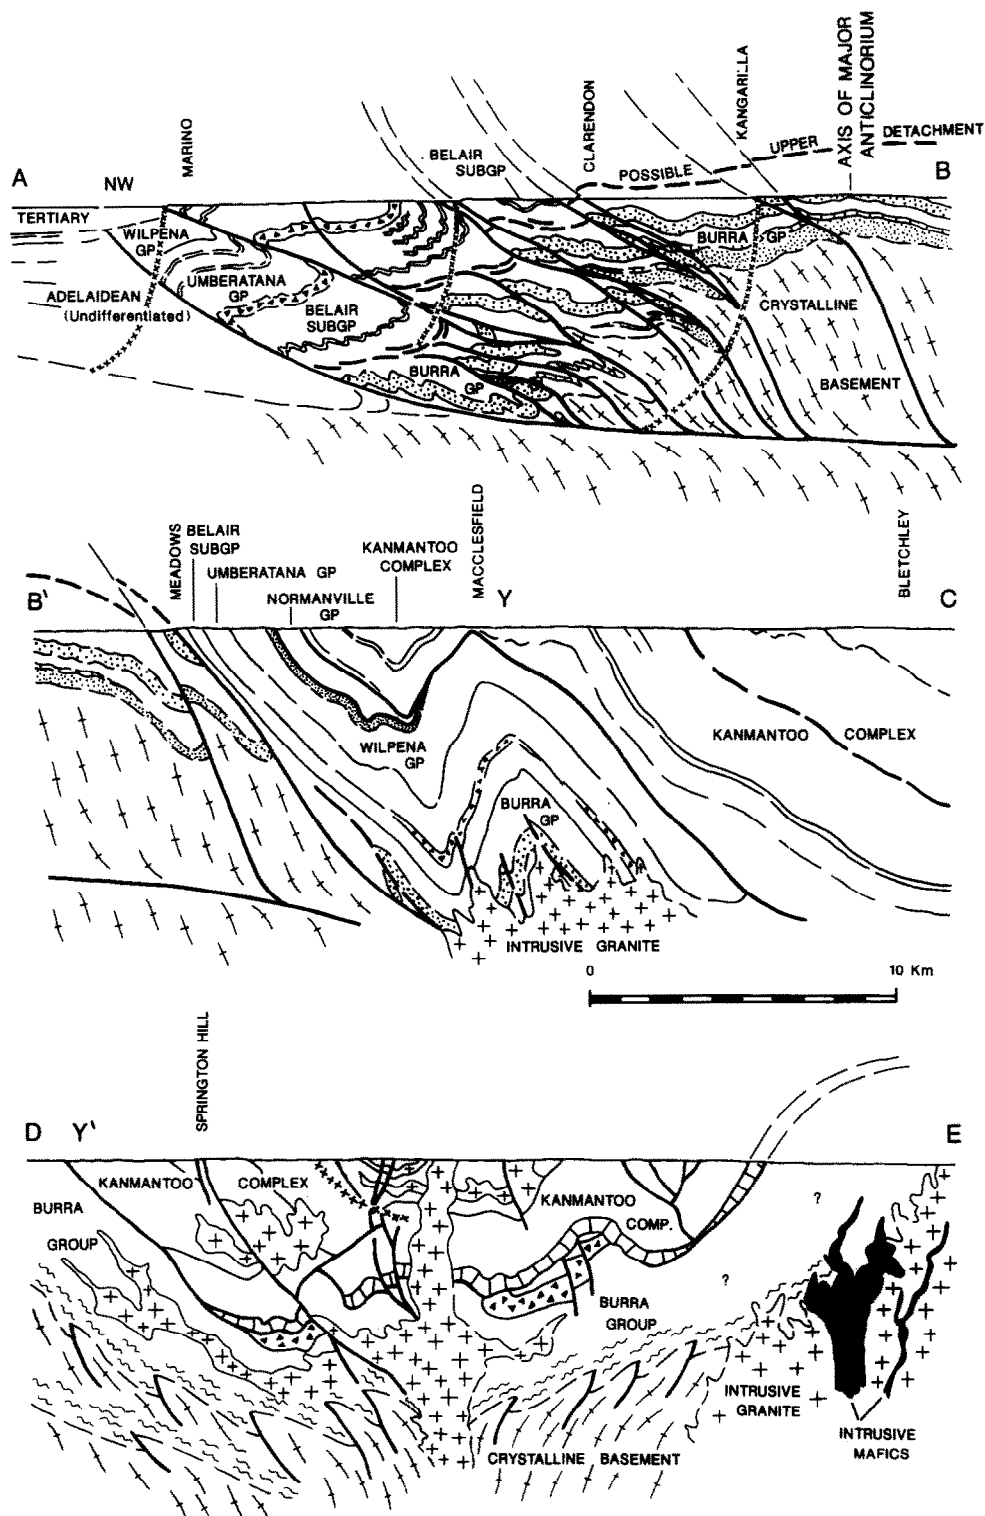 MARINO
BELAIR
SUBGP
CLARENDON
KANGARILLA
AXIS OF MAJOR
ANTICLINORIUM
POSSIBLE UPPER DETACHMENT
A
NW
B
TERTIARY
WILPENA
GP
BURRA GP
ADELAIDEAN
(Undifferentiated)
UMBERATANA
GP
BELAIR
SUBGP
CRYSTALLINE
BURRA
GP
BASEMENT
MEADOWS
BELAIR
SUBGP
UMBERATANA GP
NORMANVILLE
GP
KANMANTOO
COMPLEX
MACCLESFIELD
BLETCHLEY
B'
Y
C
WILPENA
GP
KANMANTOO COMPLEX
BURRA
GP
INTRUSIVE GRANITE
0 10 Km
SPRINGTON HILL
D Y'
E
KANMANTOO COMPLEX
BURRA
GROUP
KANMANTOO
COMP.
?
?
BURRA
GROUP
INTRUSIVE
GRANITE
INTRUSIVE
MAFICS
CRYSTALLINE BASEMENT